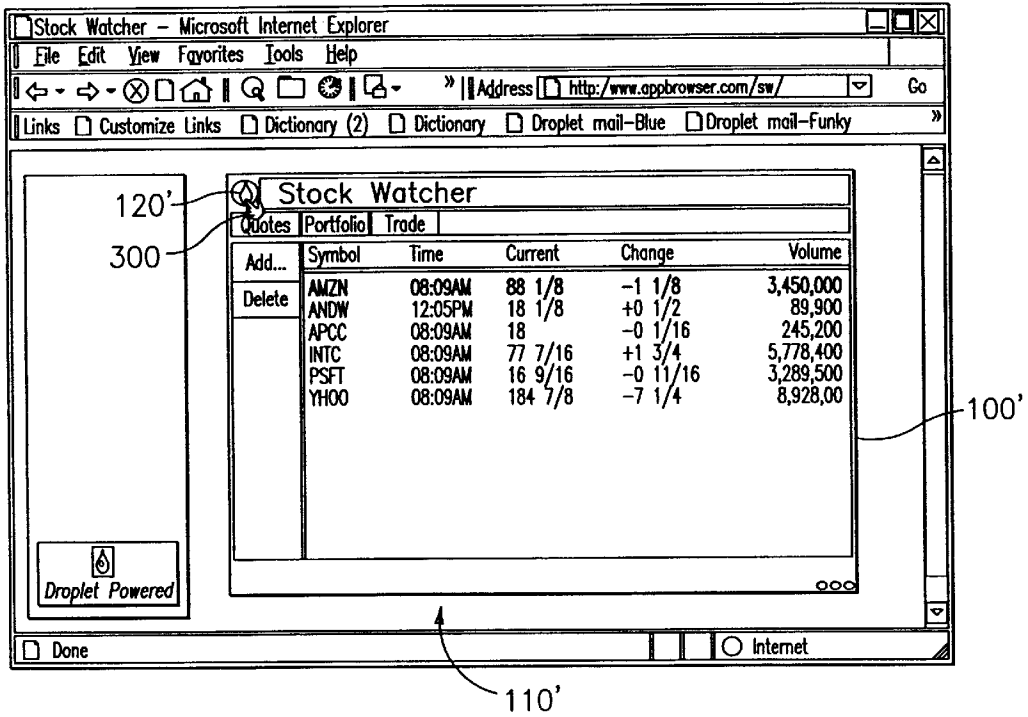 Stock Watcher – Microsoft Internet Explorer
File Edit View Favorites Tools Help
» Address http:/www.appbrowser.com/sw/ Go
Links Customize Links Dictionary (2) Dictionary Droplet mail–Blue Droplet mail–Funky »
120' Stock Watcher
300 Quotes Portfolio Trade
Add... Symbol Time Current Change Volume
Delete AMZN 08:09AM 88 1/8 –1 1/8 3,450,000
ANDW 12:05PM 18 1/8 +0 1/2 89,900
APCC 08:09AM 18 –0 1/16 245,200
INTC 08:09AM 77 7/16 +1 3/4 5,778,400
PSFT 08:09AM 16 9/16 –0 11/16 3,289,500
YHOO 08:09AM 184 7/8 –7 1/4 8,928,00
100'
Droplet Powered
Done Internet
110'